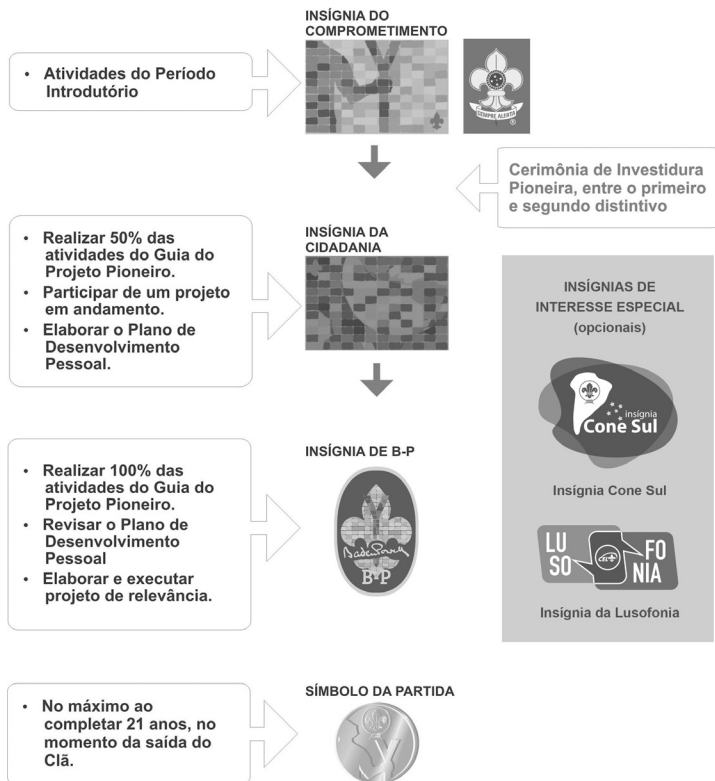 INSÍGNIA DO
COMPROMETIMENTO
• Atividades do Período
Introdutório
SEMPRE ALERTA
®
Cerimônia de Investidura
Pioneira, entre o primeiro
e segundo distintivo
INSÍGNIA DA
CIDADANIA
• Realizar 50% das
atividades do Guia do
Projeto Pioneiro.
• Participar de um projeto
em andamento.
• Elaborar o Plano de
Desenvolvimento
Pessoal.
INSÍGNIAS DE
INTERESSE ESPECIAL
(opcionais)
insígnia
Cone Sul
Insígnia Cone Sul
LU
SO
CEL
FO
NIA
Insígnia da Lusofonia
INSÍGNIA DE B-P
• Realizar 100% das
atividades do Guia do
Projeto Pioneiro.
• Revisar o Plano de
Desenvolvimento
Pessoal
• Elaborar e executar
projeto de relevância.
Baden Powell
B-P
SÍMBOLO DA PARTIDA
• No máximo ao
completar 21 anos, no
momento da saída do
Clã.